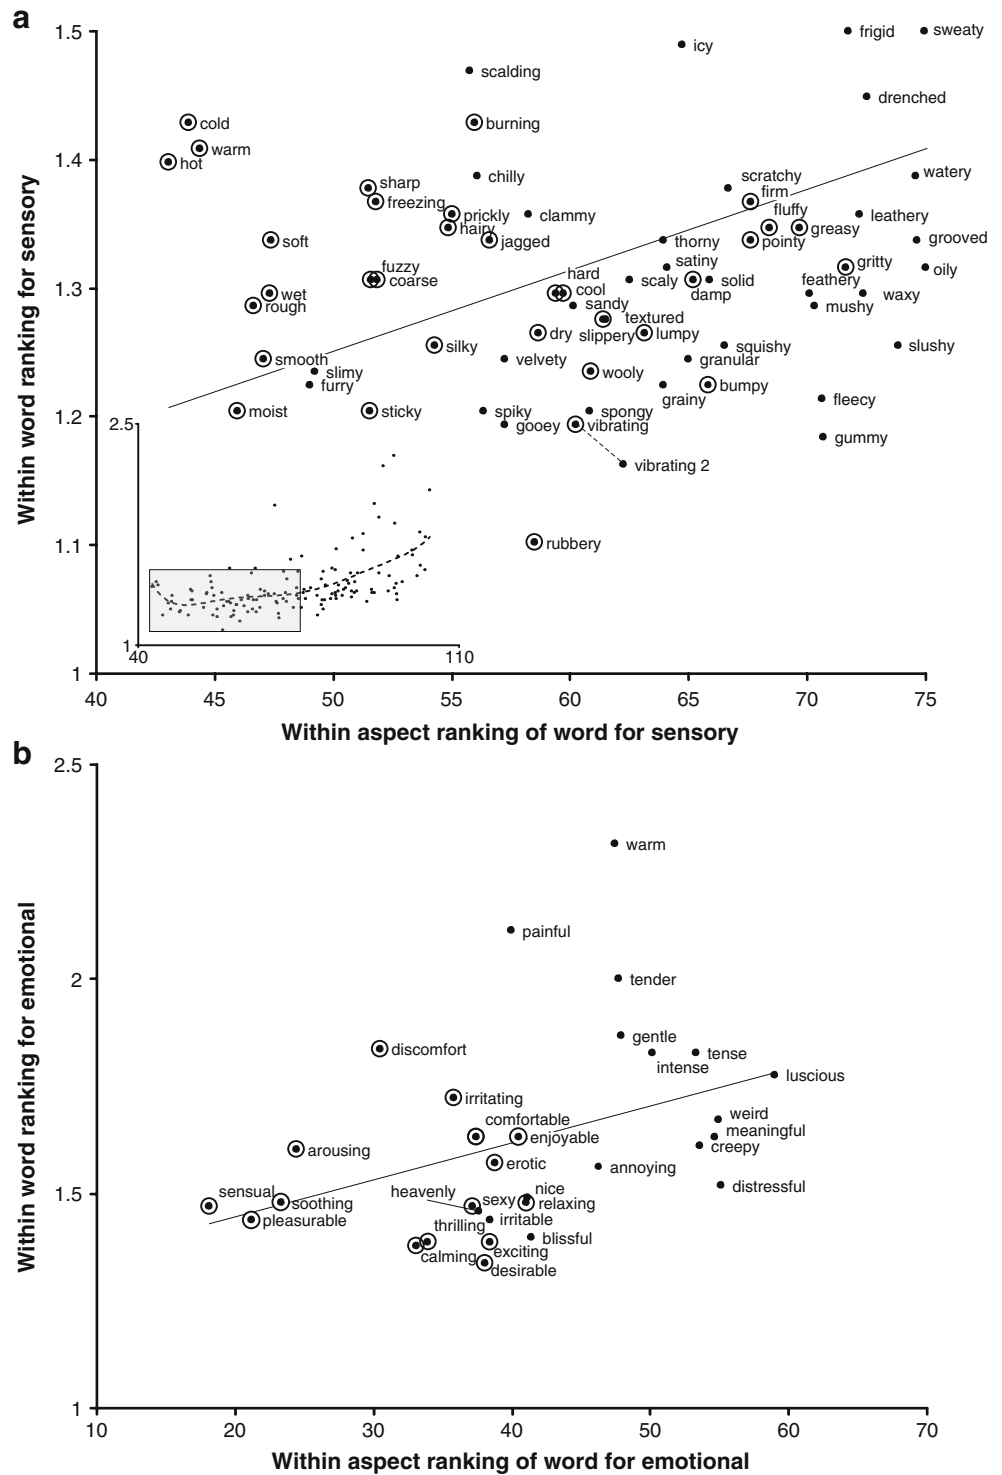 a
1.5
frigid
sweaty
icy
scalding
drenched
cold
burning
warm
1.4
hot
scratchy
watery
chilly
sharp
firm
freezing
fluffy
prickly
clammy
leathery
hairy
greasy
soft
jagged
thorny
pointy
grooved
satiny
gritty
oily
fuzzy
hard
coarse
scaly
solid
feathery
1.3
wet
cool
damp
waxy
rough
sandy
mushy
textured
dry
slippery
lumpy
silky
squishy
slushy
smooth
velvety
granular
slimy
wooly
furry
bumpy
grainy
fleecy
1.2
moist
sticky
spiky
spongy
2.5
gooey
vibrating
gummy
vibrating 2
1.1
rubbery
1
40
110
1
40
45
50
55
60
65
70
75
Within word ranking for sensory
Within aspect ranking of word for sensory
b
2.5
warm
painful
2
tender
gentle
discomfort
tense
intense
luscious
irritating
weird
comfortable
meaningful
enjoyable
creepy
arousing
erotic
annoying
distressful
1.5
sensual
heavenly
nice
soothing
sexy
relaxing
pleasurable
irritable
thrilling
blissful
calming
exciting
desirable
1
10
20
30
40
50
60
70
Within word ranking for emotional
Within aspect ranking of word for emotional